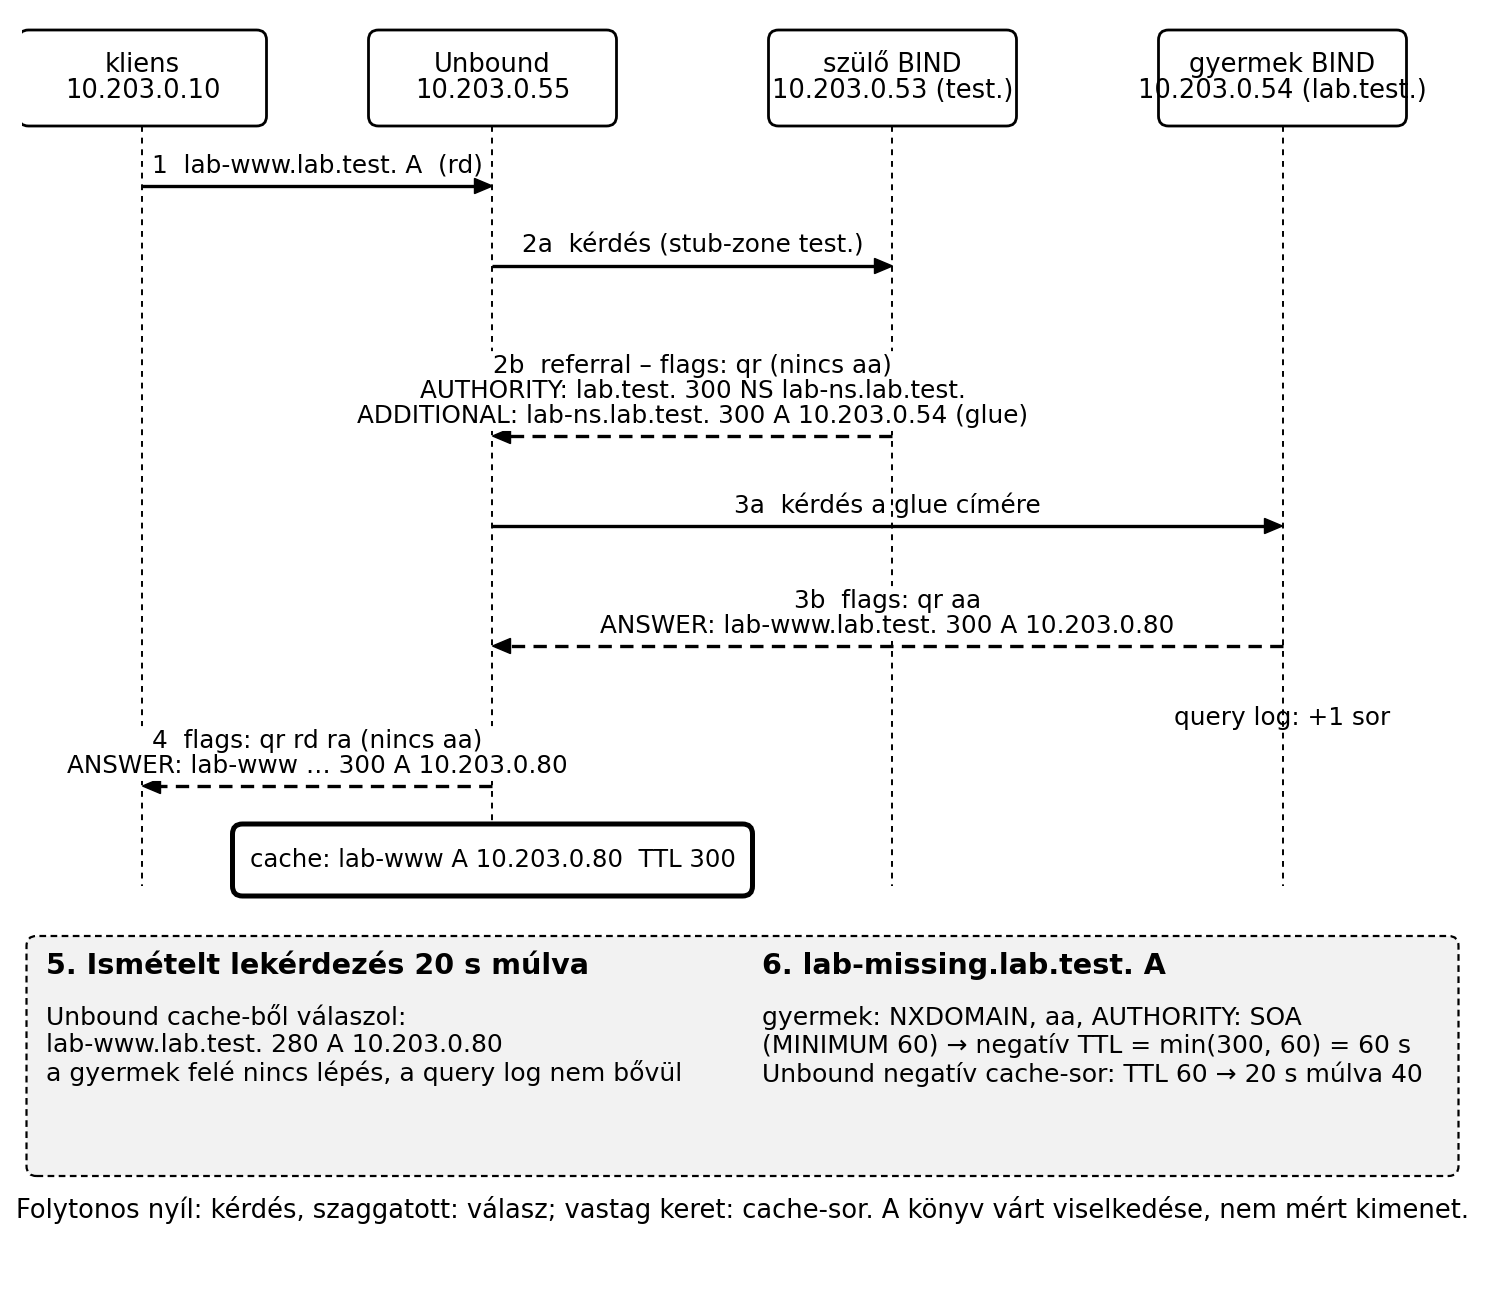 kliens
10.203.0.10
Unbound
10.203.0.55
szülő BIND
10.203.0.53 (test.)
gyermek BIND
10.203.0.54 (lab.test.)
1  lab-www.lab.test. A  (rd)
2a  kérdés (stub-zone test.)
2b  referral – flags: qr (nincs aa)
AUTHORITY: lab.test. 300 NS lab-ns.lab.test.
ADDITIONAL: lab-ns.lab.test. 300 A 10.203.0.54 (glue)
3a  kérdés a glue címére
3b  flags: qr aa
ANSWER: lab-www.lab.test. 300 A 10.203.0.80
query log: +1 sor
4  flags: qr rd ra (nincs aa)
ANSWER: lab-www … 300 A 10.203.0.80
cache: lab-www A 10.203.0.80  TTL 300
5. Ismételt lekérdezés 20 s múlva
Unbound cache-ből válaszol:
lab-www.lab.test. 280 A 10.203.0.80
a gyermek felé nincs lépés, a query log nem bővül
6. lab-missing.lab.test. A
gyermek: NXDOMAIN, aa, AUTHORITY: SOA
(MINIMUM 60) → negatív TTL = min(300, 60) = 60 s
Unbound negatív cache-sor: TTL 60 → 20 s múlva 40
Folytonos nyíl: kérdés, szaggatott: válasz; vastag keret: cache-sor. A könyv várt viselkedése, nem mért kimenet.